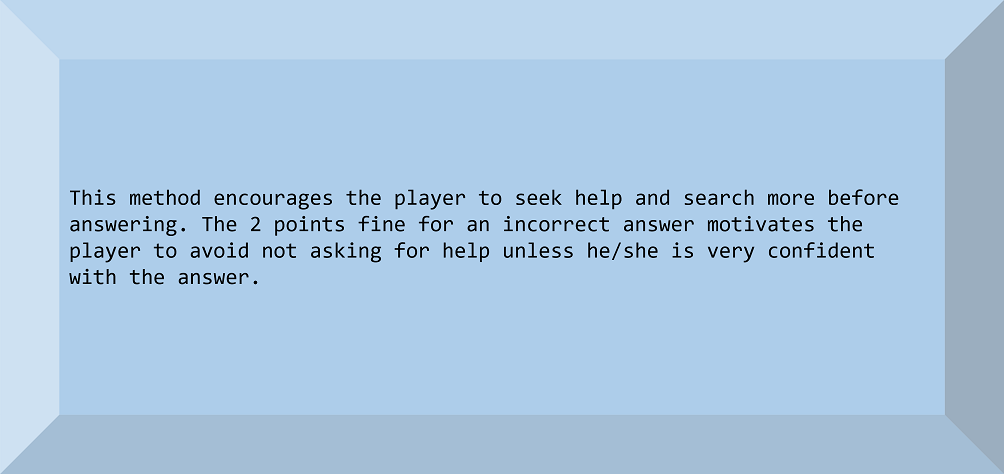 This method encourages the player to seek help and search more before
answering. The 2 points fine for an incorrect answer motivates the
player to avoid not asking for help unless he/she is very confident
with the answer.